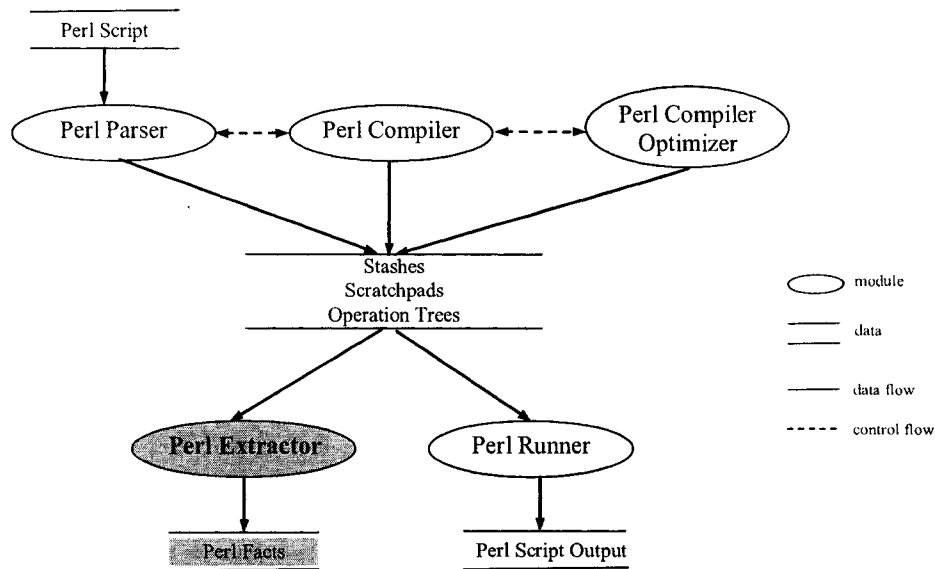 Perl Script
Perl Parser
Perl Compiler
Perl Compiler
Optimizer
Stashes
Scratchpads
Operation Trees
module
data
data flow
control flow
Perl Extractor
Perl Runner
Perl Facts
Perl Script Output